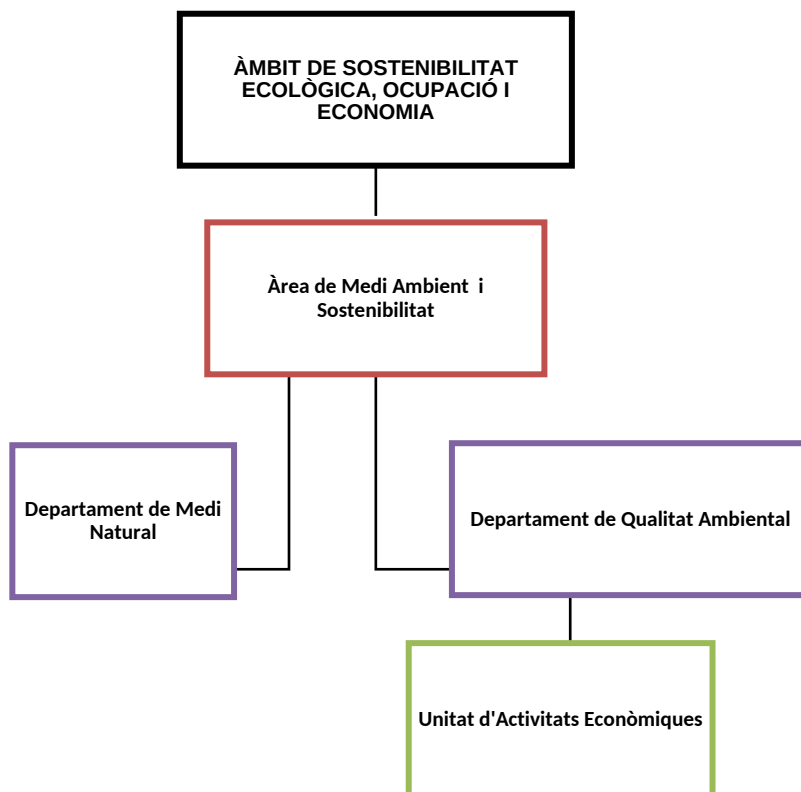 ÀMBIT DE SOSTENIBILITAT
ECOLÒGICA, OCUPACIÓ I
ECONOMIA
Àrea de Medi Ambient i
Sostenibilitat
Departament de Medi
Natural
Departament de Qualitat Ambiental
Unitat d'Activitats Econòmiques